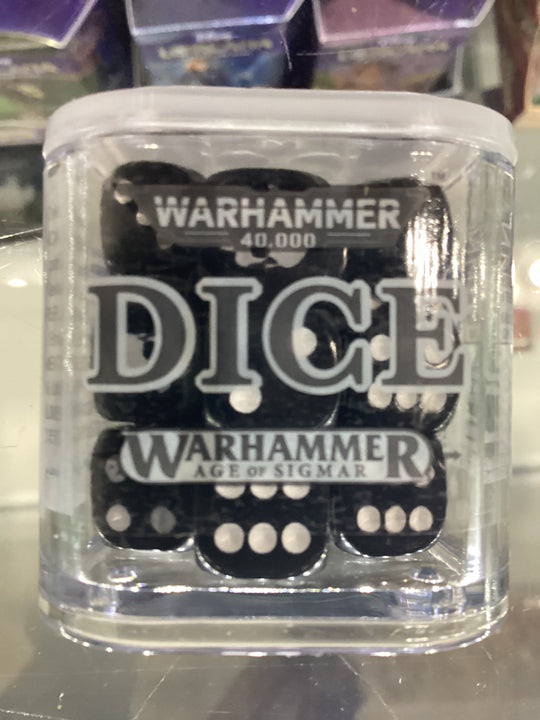 WARHAMMER
40,000
DICE
WARHAMMER
AGE OF SIGMAR